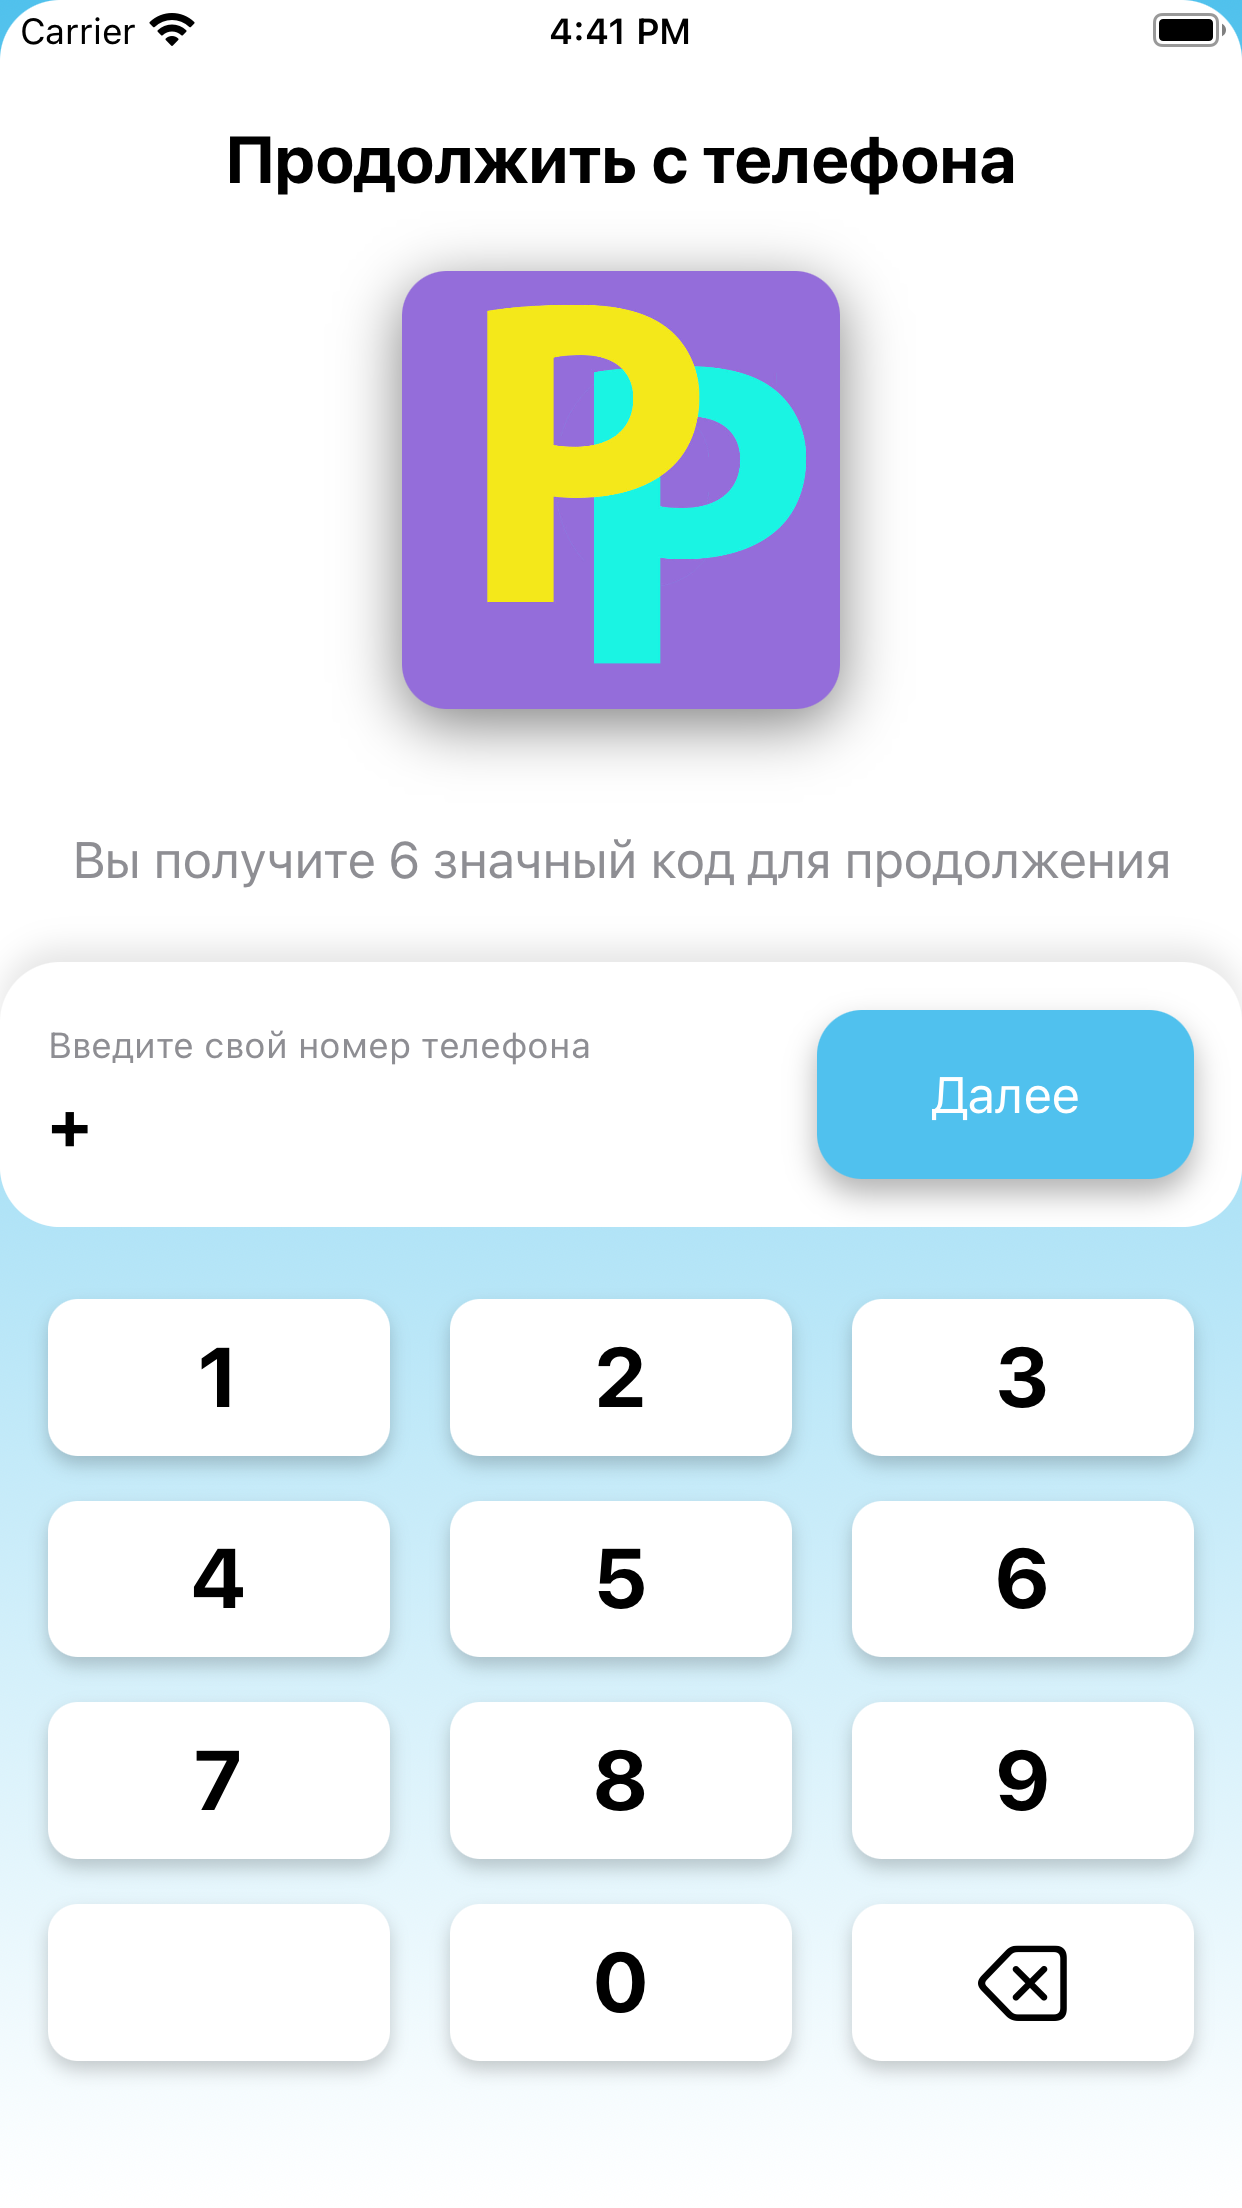 Carrier 4:41 PM
Продолжить с телефона
PP
Вы получите 6 значный код для продолжения
Введите свой номер телефона
+
Далее
1 2 3
4 5 6
7 8 9
0